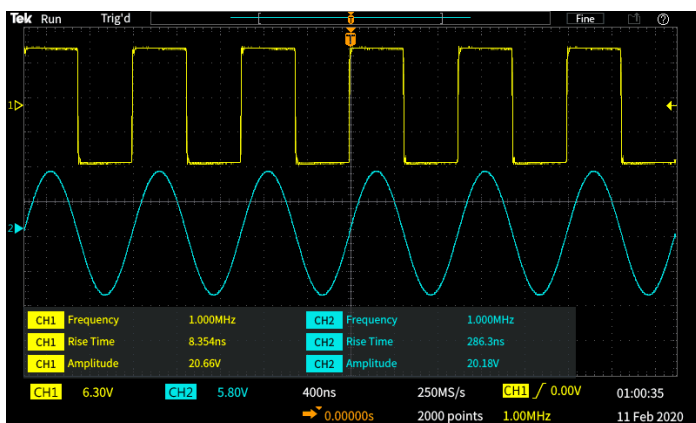 Tek Run Trig'd Fine ?
T
1
2
CH1 Frequency 1.000MHz CH2 Frequency 1.000MHz
CH1 Rise Time 8.354ns CH2 Rise Time 286.3ns
CH1 Amplitude 20.66V CH2 Amplitude 20.18V
CH1 6.30V CH2 5.80V 400ns 250MS/s CH1 0.00V 01:00:35
0.00000s 2000 points 1.00MHz 11 Feb 2020